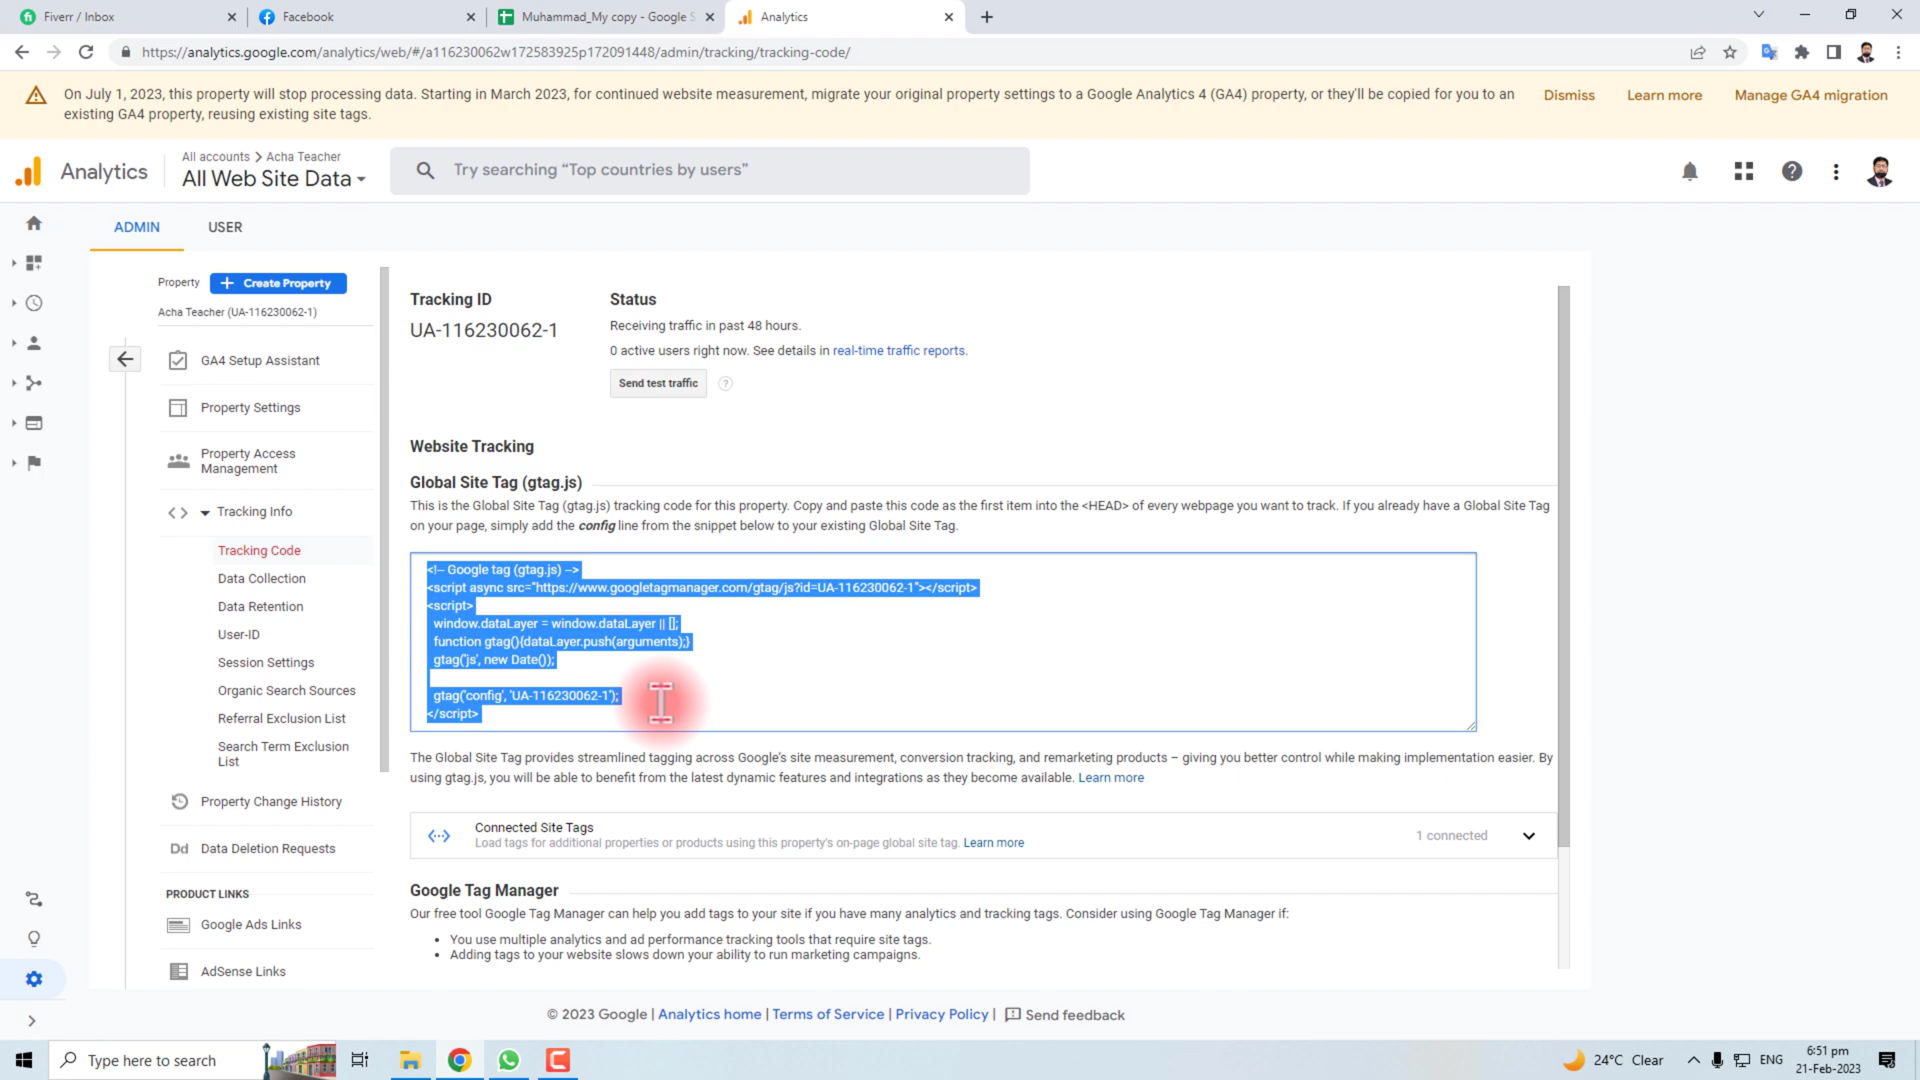 Fiverr / Inbox
Facebook
Muhammad_My copy - Google S
Analytics
https://analytics.google.com/analytics/web/#/a116230062w172583925p172091448/admin/tracking/tracking-code/
On July 1, 2023, this property will stop processing data. Starting in March 2023, for continued website measurement, migrate your original property settings to a Google Analytics 4 (GA4) property, or they'll be copied for you to an
existing GA4 property, reusing existing site tags.
Dismiss
Learn more
Manage GA4 migration
Analytics
All accounts > Acha Teacher
All Web Site Data
Try searching “Top countries by users”
ADMIN
USER
Property
Create Property
Acha Teacher (UA-116230062-1)
GA4 Setup Assistant
Property Settings
Property Access
Management
Tracking Info
Tracking Code
Data Collection
Data Retention
User-ID
Session Settings
Organic Search Sources
Referral Exclusion List
Search Term Exclusion
List
Property Change History
Dd Data Deletion Requests
PRODUCT LINKS
Google Ads Links
AdSense Links
Tracking ID
UA-116230062-1
Status
Receiving traffic in past 48 hours.
0 active users right now. See details in real-time traffic reports.
Send test traffic
?
Website Tracking
Global Site Tag (gtag.js)
This is the Global Site Tag (gtag.js) tracking code for this property. Copy and paste this code as the first item into the <HEAD> of every webpage you want to track. If you already have a Global Site Tag
on your page, simply add the config line from the snippet below to your existing Global Site Tag.
<!-- Google tag (gtag.js) -->
<script async src="https://www.googletagmanager.com/gtag/js?id=UA-116230062-1"></script>
<script>
window.dataLayer = window.dataLayer || [];
function gtag(){dataLayer.push(arguments);}
gtag('js', new Date());
gtag('config', 'UA-116230062-1');
</script>
The Global Site Tag provides streamlined tagging across Google's site measurement, conversion tracking, and remarketing products – giving you better control while making implementation easier. By
using gtag.js, you will be able to benefit from the latest dynamic features and integrations as they become available. Learn more
Connected Site Tags
Load tags for additional properties or products using this property's on-page global site tag. Learn more
1 connected
Google Tag Manager
Our free tool Google Tag Manager can help you add tags to your site if you have many analytics and tracking tags. Consider using Google Tag Manager if:
• You use multiple analytics and ad performance tracking tools that require site tags.
• Adding tags to your website slows down your ability to run marketing campaigns.
© 2023 Google | Analytics home | Terms of Service | Privacy Policy | Send feedback
Type here to search
24°C Clear
ENG
6:51 pm
21-Feb-2023